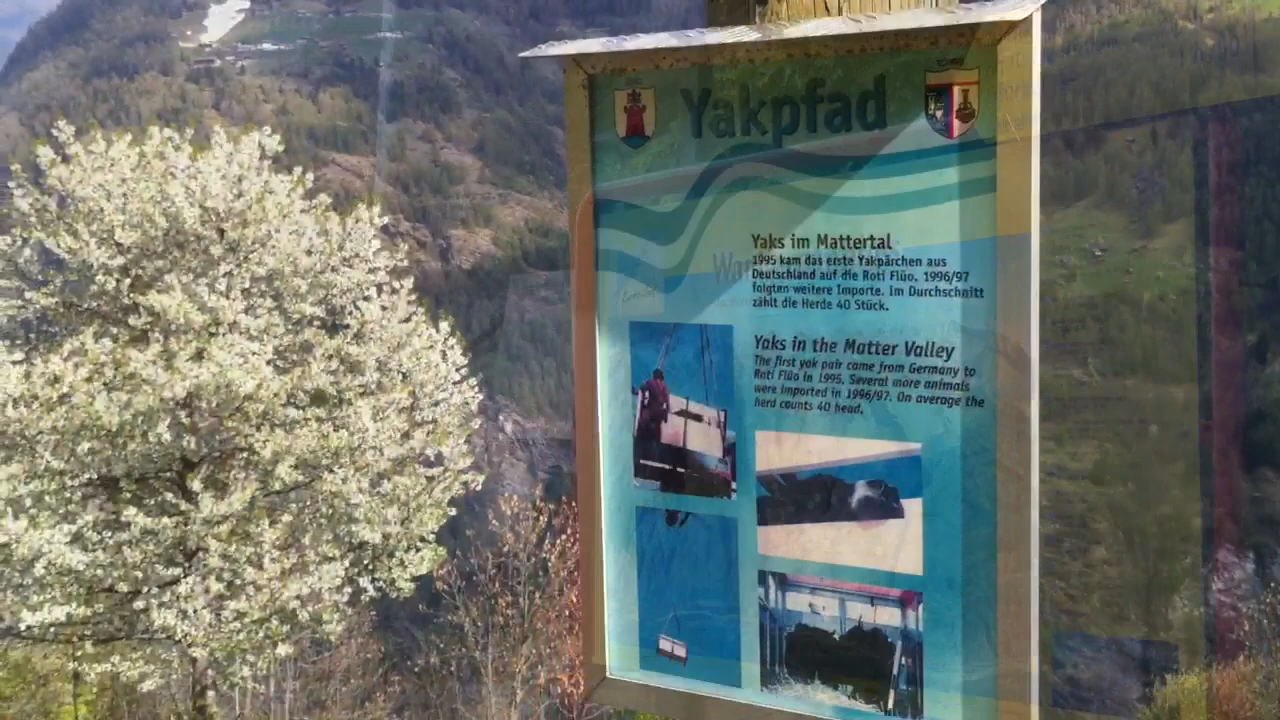 Yakpfad
Yaks im Mattertal
1995 kam das erste Yakpärchen aus
Deutschland auf die Roti Flüo. 1996/97
folgten weitere Importe. Im Durchschnitt
zählt die Herde 40 Stück.
Yaks in the Matter Valley
The first yak pair came from Germany to
Roti Flüo in 1995. Several more animals
were imported in 1996/97. On average the
herd counts 40 head.